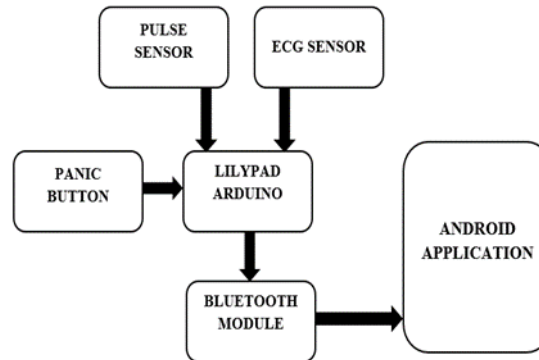 PULSE
SENSOR
ECG SENSOR
PANIC
BUTTON
LILYPAD
ARDUINO
ANDROID
APPLICATION
BLUETOOTH
MODULE